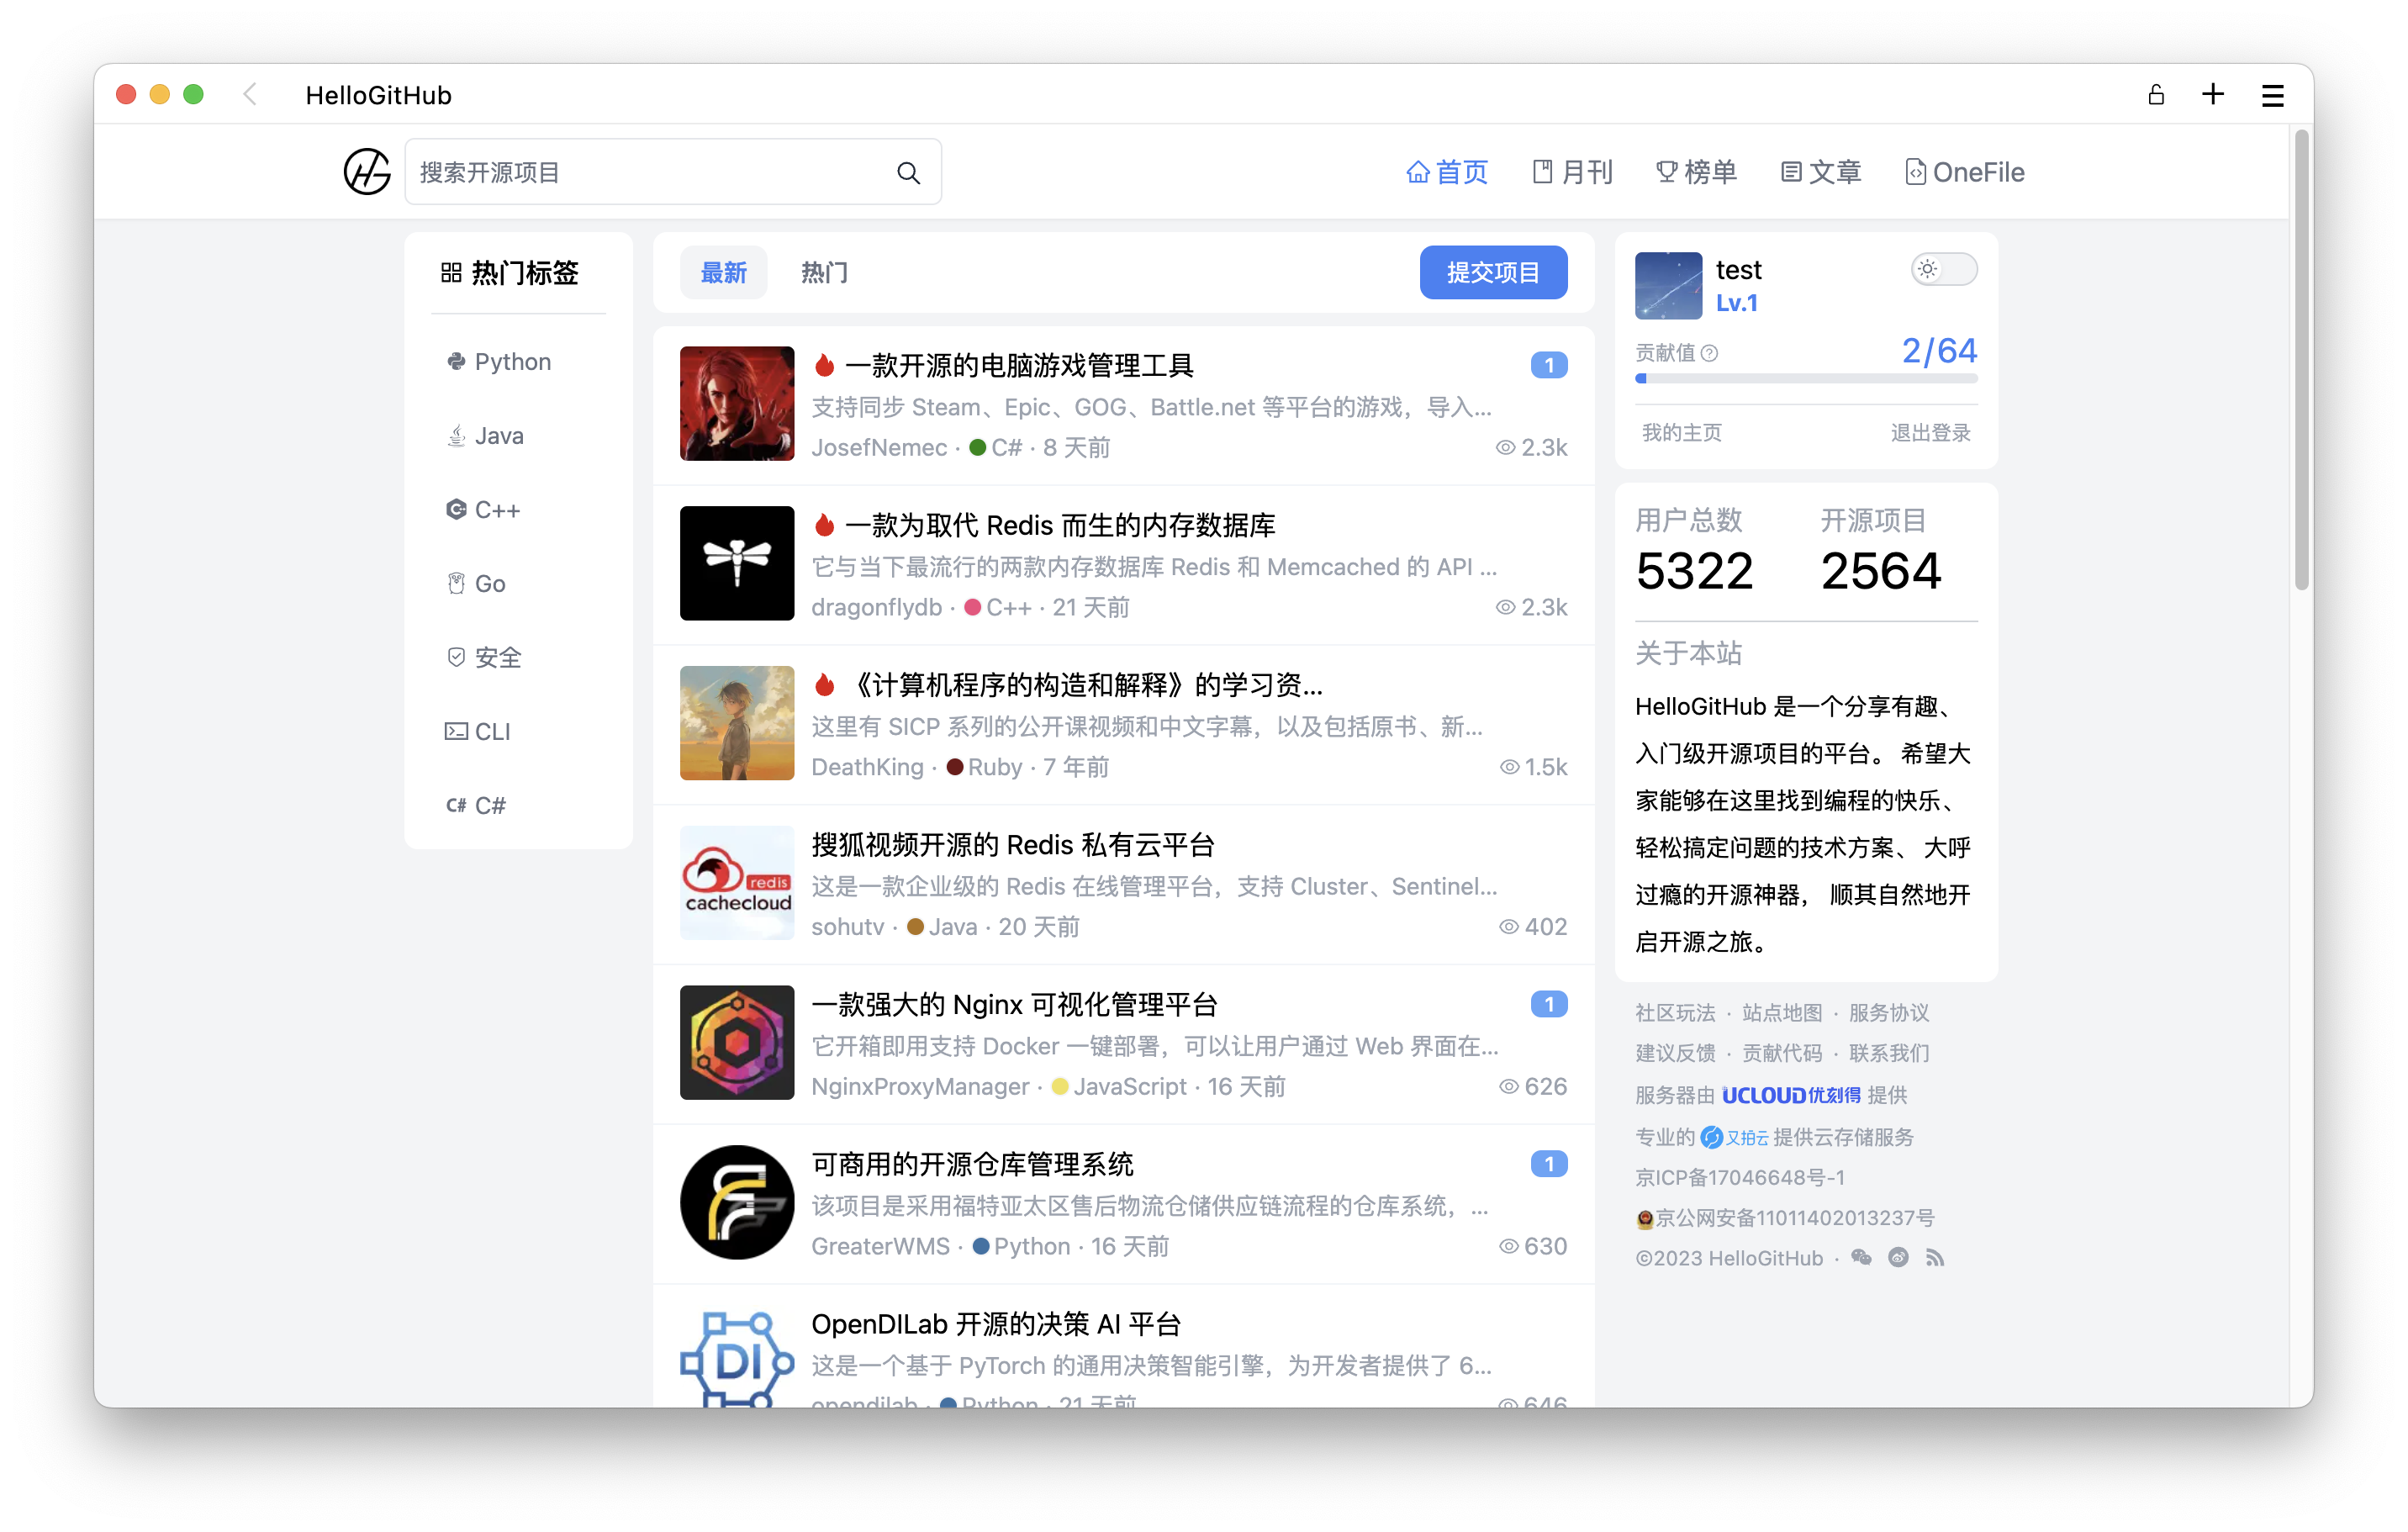 HelloGitHub
搜索开源项目
首页
月刊
榜单
文章
OneFile
热门标签
Python
Java
C++
Go
安全
CLI
C# C#
最新
热门
提交项目
一款开源的电脑游戏管理工具
1
支持同步 Steam、Epic、GOG、Battle.net 等平台的游戏，导入...
JosefNemec · C# · 8 天前
2.3k
一款为取代 Redis 而生的内存数据库
它与当下最流行的两款内存数据库 Redis 和 Memcached 的 API ...
dragonflydb · C++ · 21 天前
2.3k
《计算机程序的构造和解释》的学习资...
这里有 SICP 系列的公开课视频和中文字幕，以及包括原书、新...
DeathKing · Ruby · 7 年前
1.5k
redis
cachecloud
搜狐视频开源的 Redis 私有云平台
这是一款企业级的 Redis 在线管理平台，支持 Cluster、Sentinel...
sohutv · Java · 20 天前
402
一款强大的 Nginx 可视化管理平台
1
它开箱即用支持 Docker 一键部署，可以让用户通过 Web 界面在...
NginxProxyManager · JavaScript · 16 天前
626
可商用的开源仓库管理系统
1
该项目是采用福特亚太区售后物流仓储供应链流程的仓库系统，...
GreaterWMS · Python · 16 天前
630
DI
OpenDILab 开源的决策 AI 平台
这是一个基于 PyTorch 的通用决策智能引擎，为开发者提供了 6...
opendilab · Python · 21 天前
646
test
Lv.1
贡献值
2/64
我的主页
退出登录
用户总数
开源项目
5322
2564
关于本站
HelloGitHub 是一个分享有趣、
入门级开源项目的平台。 希望大
家能够在这里找到编程的快乐、
轻松搞定问题的技术方案、 大呼
过瘾的开源神器， 顺其自然地开
启开源之旅。
社区玩法 · 站点地图 · 服务协议
建议反馈 · 贡献代码 · 联系我们
服务器由 UCLOUD优刻得 提供
专业的 又拍云 提供云存储服务
京ICP备17046648号-1
京公网安备11011402013237号
©2023 HelloGitHub ·